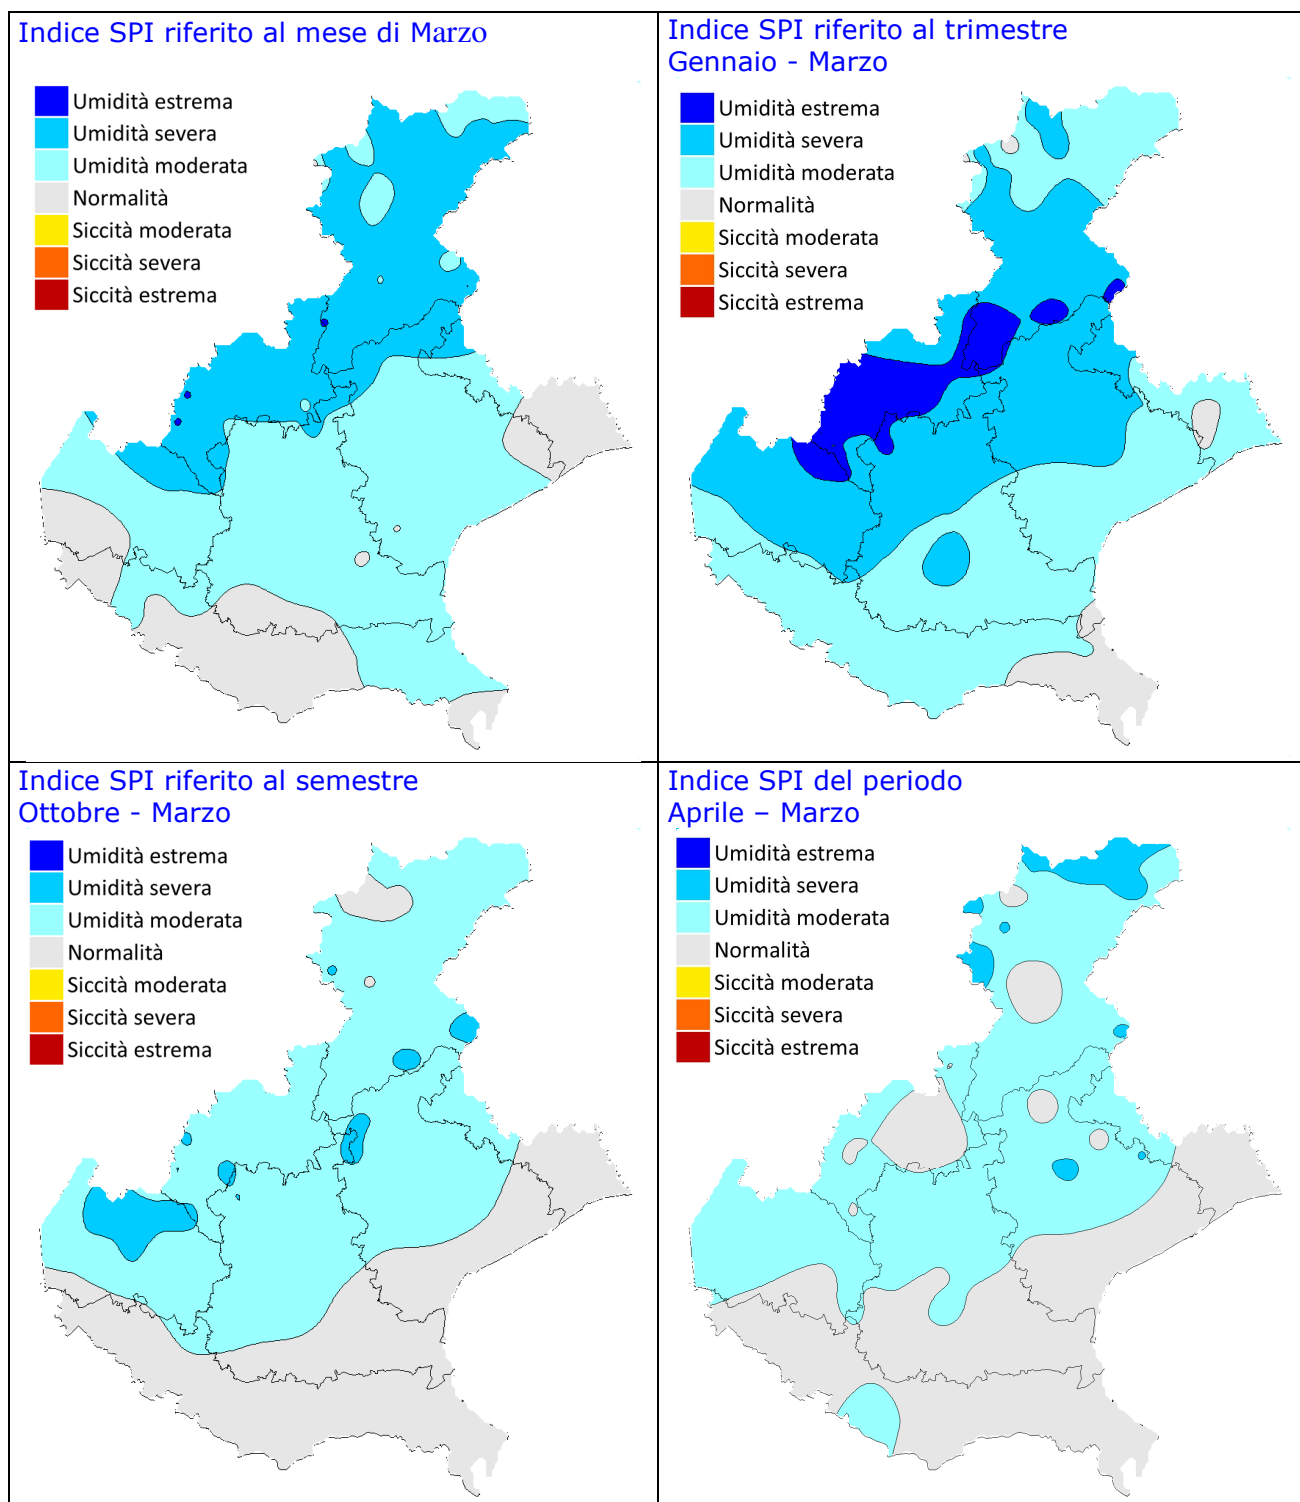 Indice SPI riferito al mese di Marzo
Umidità estrema
Umidità severa
Umidità moderata
Normalità
Siccità moderata
Siccità severa
Siccità estrema
Indice SPI riferito al trimestre
Gennaio - Marzo
Umidità estrema
Umidità severa
Umidità moderata
Normalità
Siccità moderata
Siccità severa
Siccità estrema
Indice SPI riferito al semestre
Ottobre - Marzo
Umidità estrema
Umidità severa
Umidità moderata
Normalità
Siccità moderata
Siccità severa
Siccità estrema
Indice SPI del periodo
Aprile – Marzo
Umidità estrema
Umidità severa
Umidità moderata
Normalità
Siccità moderata
Siccità severa
Siccità estrema